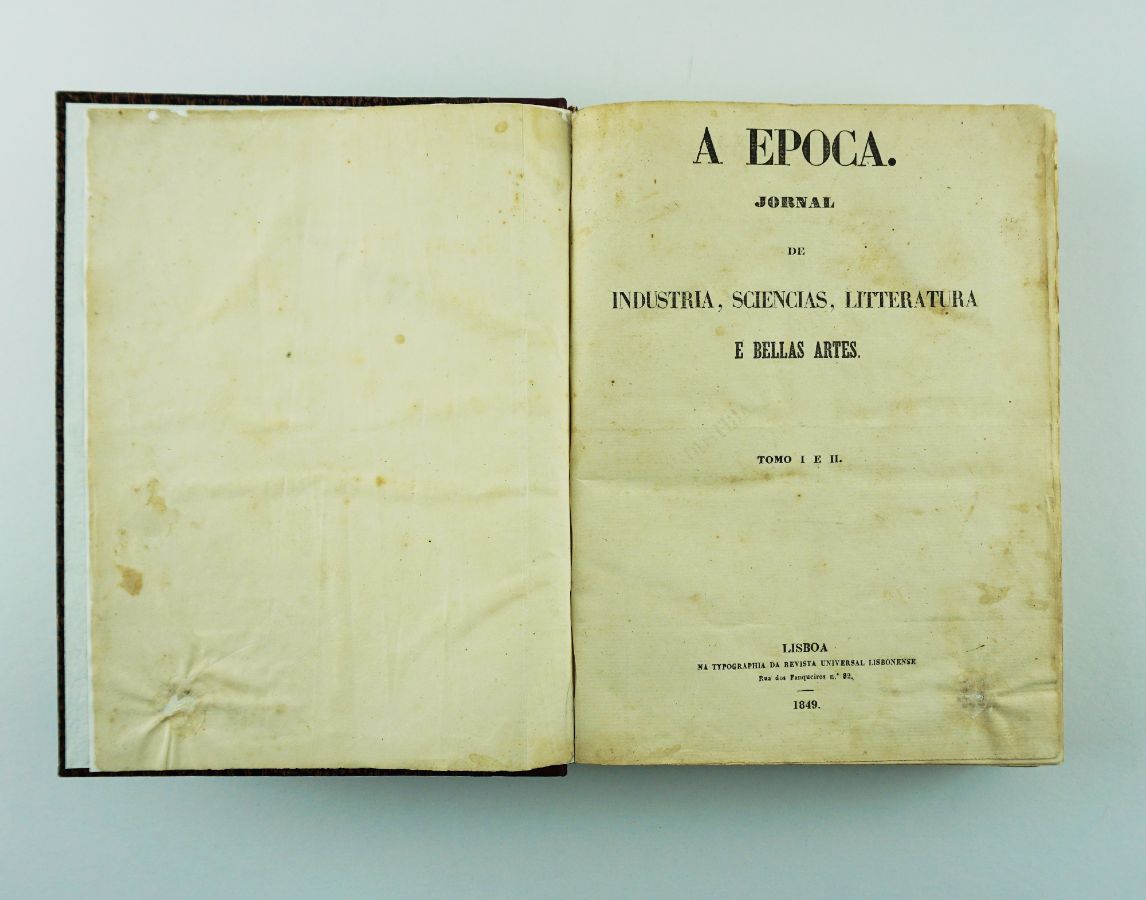 A EPOCA.
JORNAL
DE
INDUSTRIA, SCIENCIAS, LITTERATURA
E BELLAS ARTES.
TOMO I E II.
LISBOA
NA TYPOGRAPHIA DA REVISTA UNIVERSAL LISBONENSE
Rua dos Fanqueiros n.° 82.
1849.